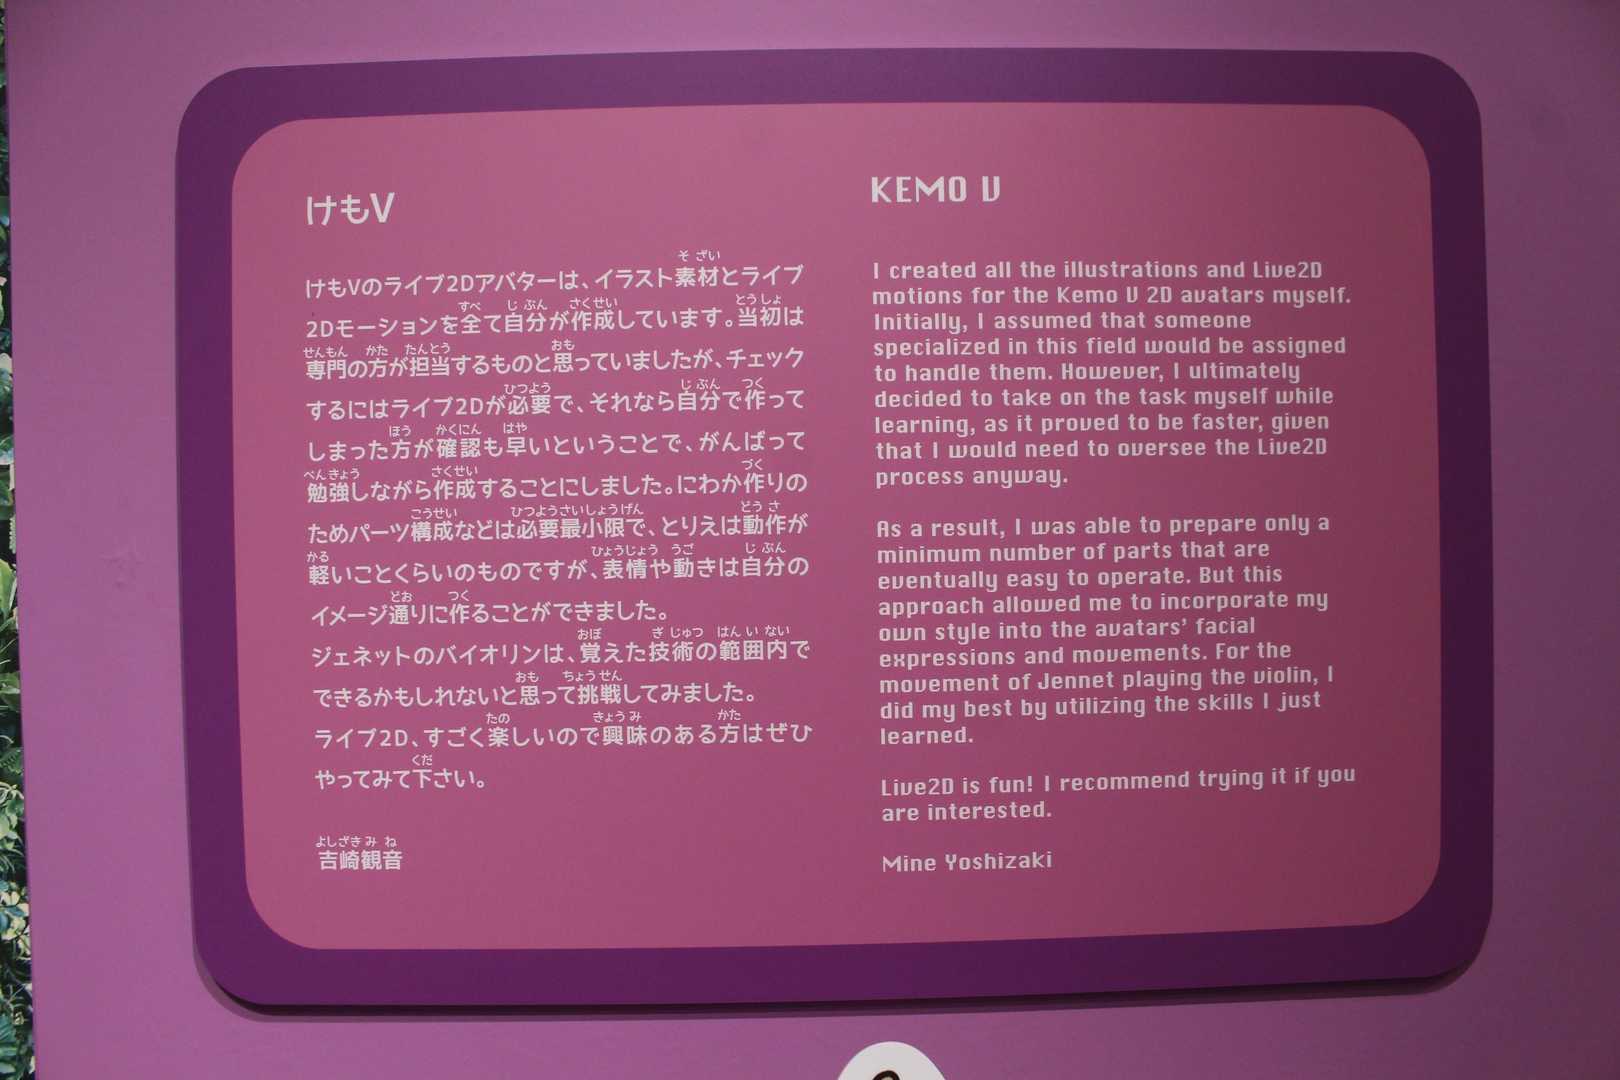 けもV
けもVのライブ2Dアバターは、イラスト素材とライブ
2Dモーションを全て自分が作成しています。当初は
専門の方が担当するものと思っていましたが、チェック
するにはライブ2Dが必要で、それなら自分で作って
しまった方が確認も早いということで、がんばって
勉強しながら作成することにしました。にわか作りの
ためパーツ構成などは必要最小限で、とりえは動作が
軽いことくらいのものですが、表情や動きは自分の
イメージ通りに作ることができました。
ジェネットのバイオリンは、覚えた技術の範囲内で
できるかもしれないと思って挑戦してみました。
ライブ2D、すごく楽しいので興味のある方はぜひ
やってみて下さい。
吉崎観音
KEMO V
I created all the illustrations and Live2D
motions for the Kemo V 2D avatars myself.
Initially, I assumed that someone
specialized in this field would be assigned
to handle them. However, I ultimately
decided to take on the task myself while
learning, as it proved to be faster, given
that I would need to oversee the Live2D
process anyway.
As a result, I was able to prepare only a
minimum number of parts that are
eventually easy to operate. But this
approach allowed me to incorporate my
own style into the avatars' facial
expressions and movements. For the
movement of Jennet playing the violin, I
did my best by utilizing the skills I just
learned.
Live2D is fun! I recommend trying it if you
are interested.
Mine Yoshizaki